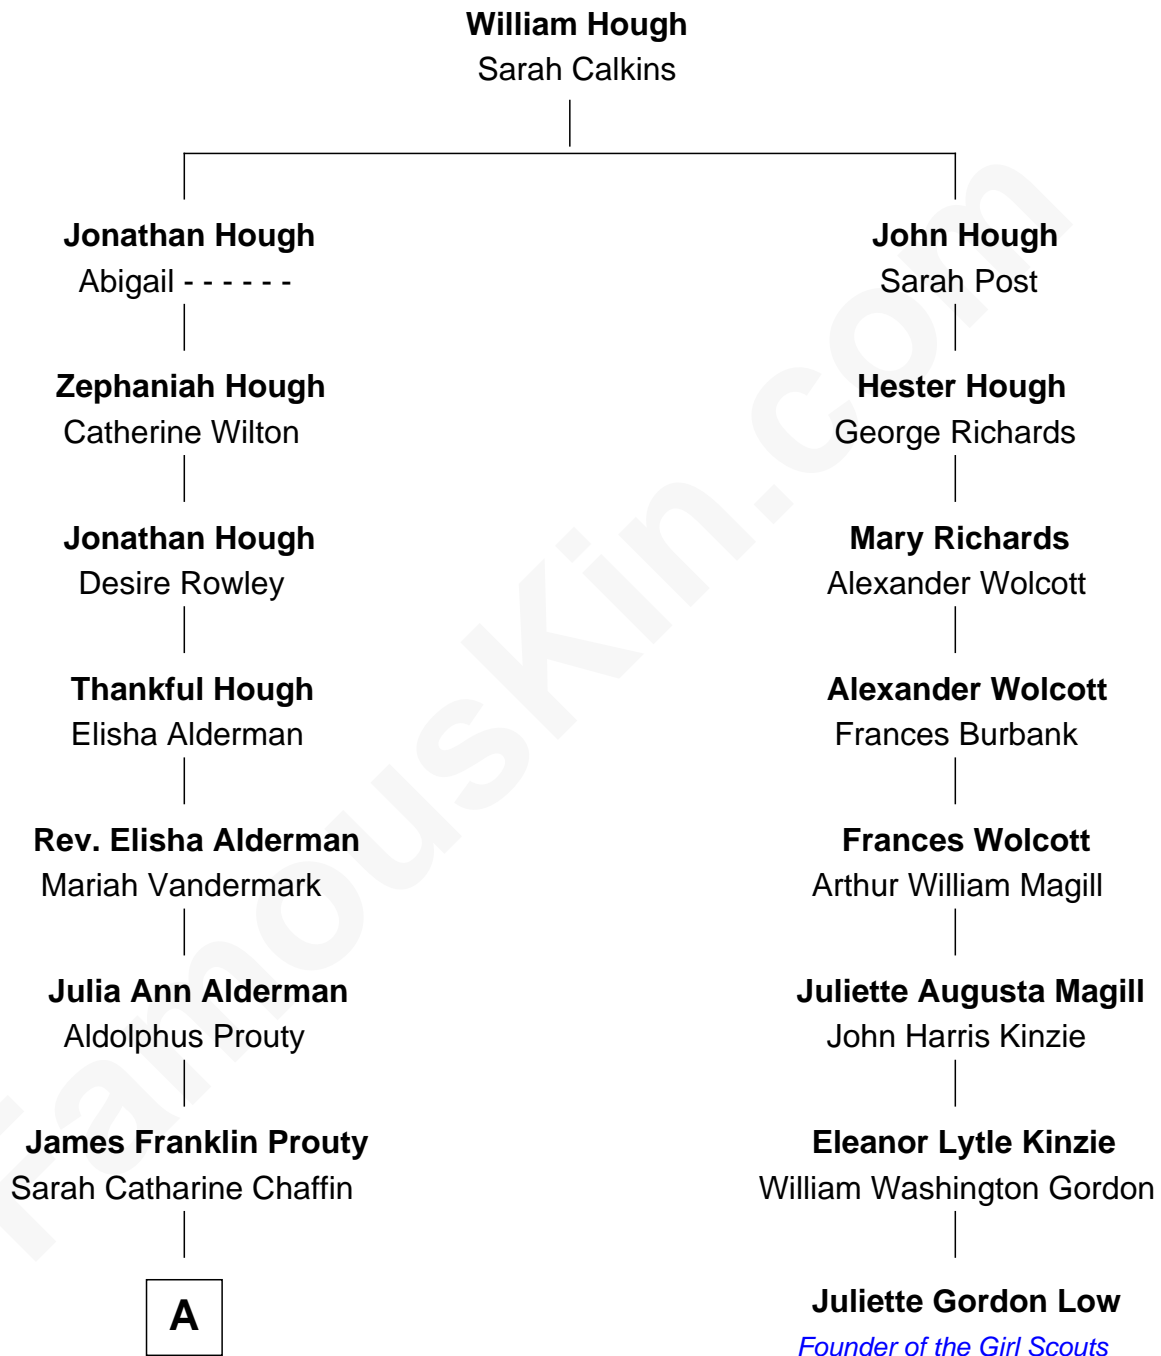 William Hough
Sarah Calkins
Jonathan Hough
Abigail - - - - - -
Zephaniah Hough
Catherine Wilton
Jonathan Hough
Desire Rowley
Thankful Hough
Elisha Alderman
Rev. Elisha Alderman
Mariah Vandermark
Julia Ann Alderman
Aldolphus Prouty
James Franklin Prouty
Sarah Catharine Chaffin
A
John Hough
Sarah Post
Hester Hough
George Richards
Mary Richards
Alexander Wolcott
Alexander Wolcott
Frances Burbank
Frances Wolcott
Arthur William Magill
Juliette Augusta Magill
John Harris Kinzie
Eleanor Lytle Kinzie
William Washington Gordon
Juliette Gordon Low
Founder of the Girl Scouts
FamousKin.com